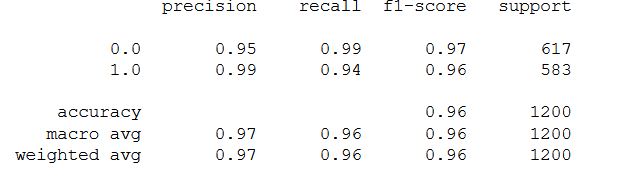 precision recall f1-score support
0.0 0.95 0.99 0.97 617
1.0 0.99 0.94 0.96 583
accuracy 0.96 1200
macro avg 0.97 0.96 0.96 1200
weighted avg 0.97 0.96 0.96 1200